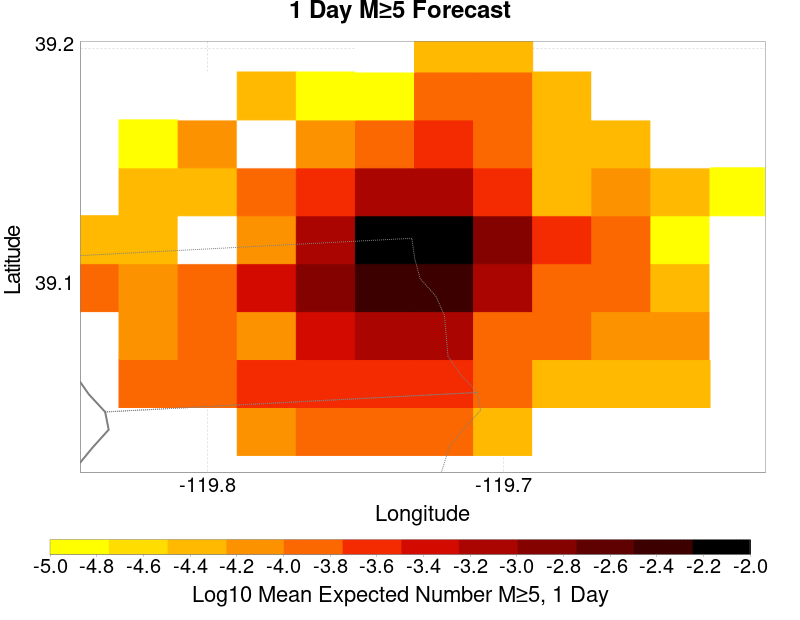 1 Day M≥5 Forecast
39.2
39.1
Latitude
-119.8 -119.7
Longitude
-5.0 -4.8 -4.6 -4.4 -4.2 -4.0 -3.8 -3.6 -3.4 -3.2 -3.0 -2.8 -2.6 -2.4 -2.2 -2.0
Log10 Mean Expected Number M≥5, 1 Day